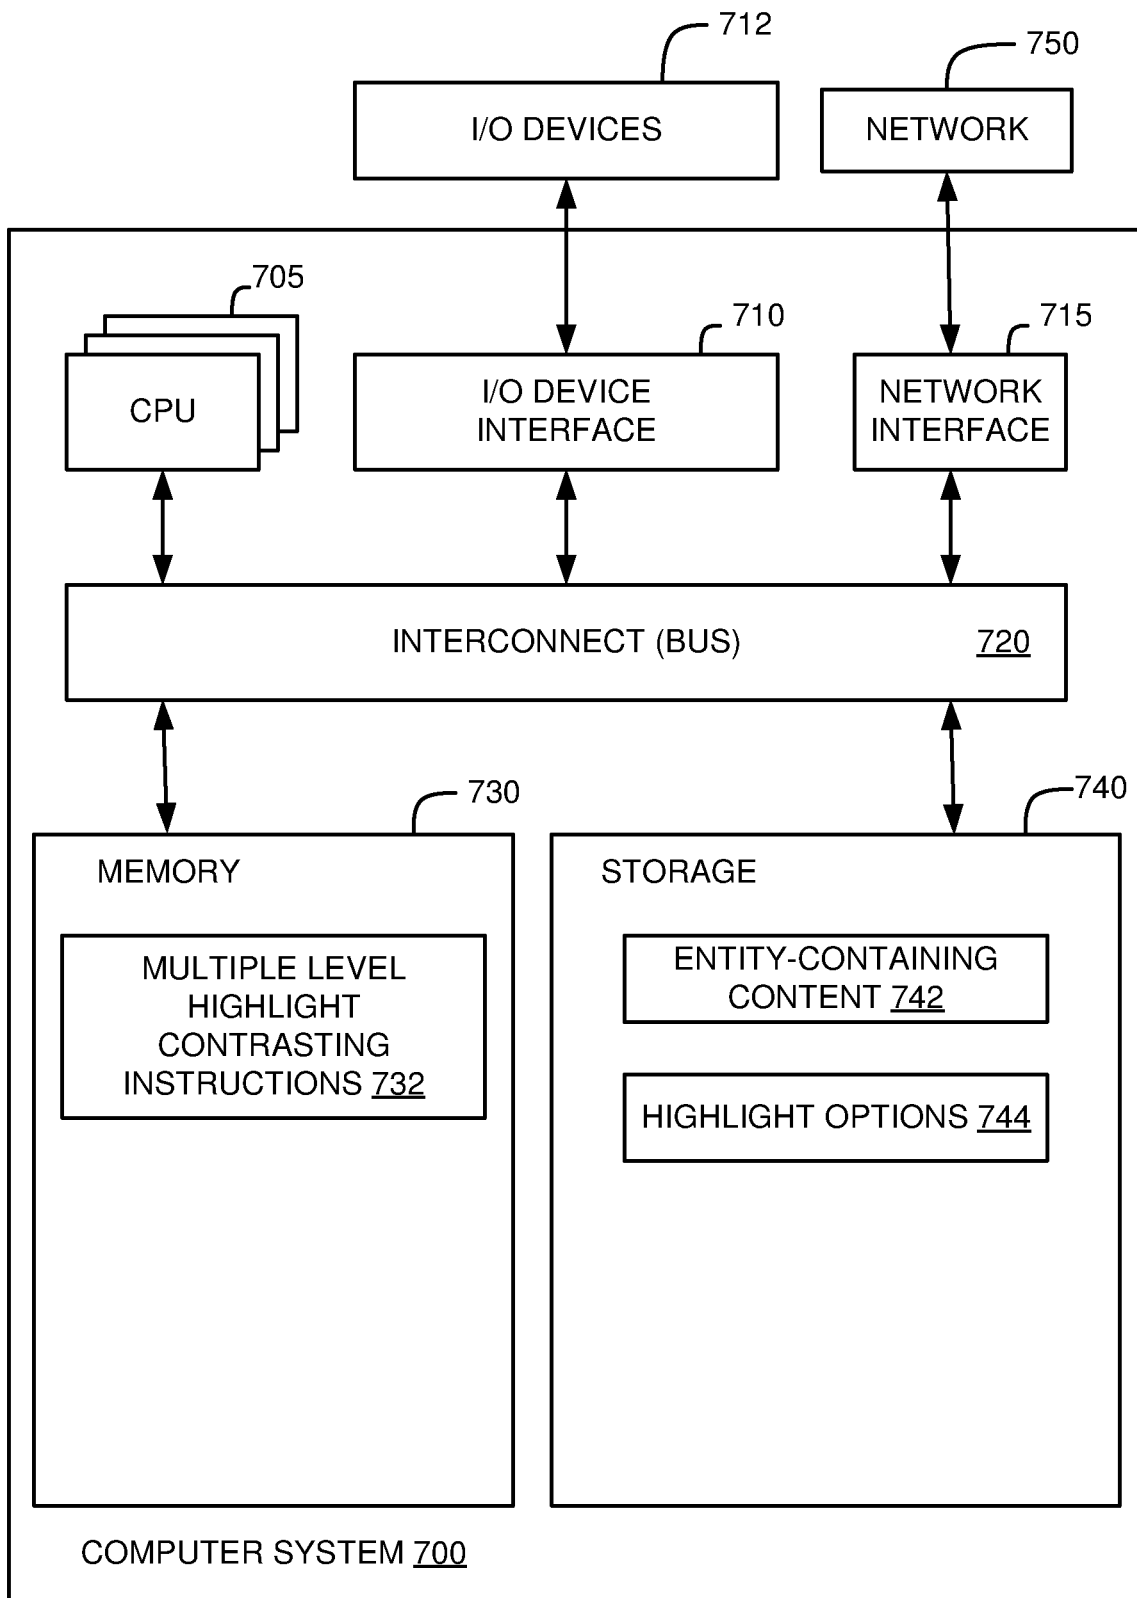 712
750
I/O DEVICES
NETWORK
705
710
715
CPU
I/O DEVICE
INTERFACE
NETWORK
INTERFACE
INTERCONNECT (BUS) 720
730
740
MEMORY
MULTIPLE LEVEL
HIGHLIGHT
CONTRASTING
INSTRUCTIONS 732
STORAGE
ENTITY-CONTAINING
CONTENT 742
HIGHLIGHT OPTIONS 744
COMPUTER SYSTEM 700